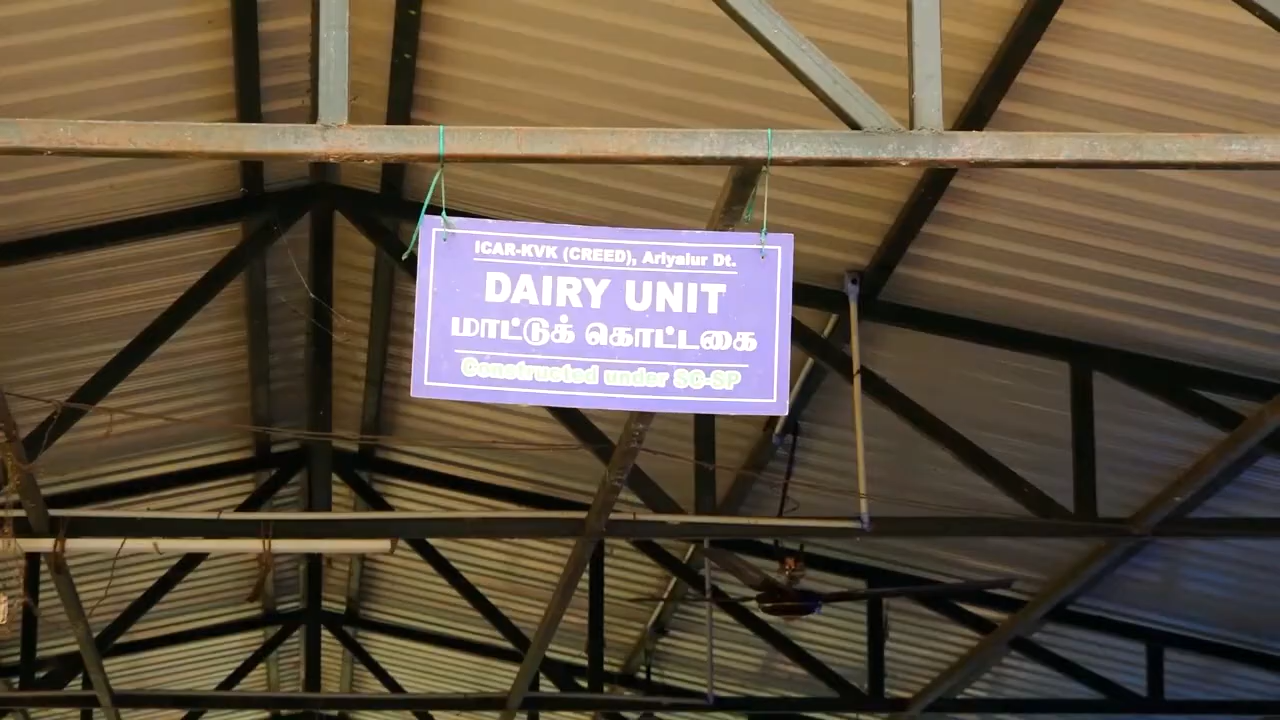 ICAR-KVK (CREED), Ariyalur Dt.
DAIRY UNIT
மாட்டுக் கொட்டகை
Constructed under SC-SP